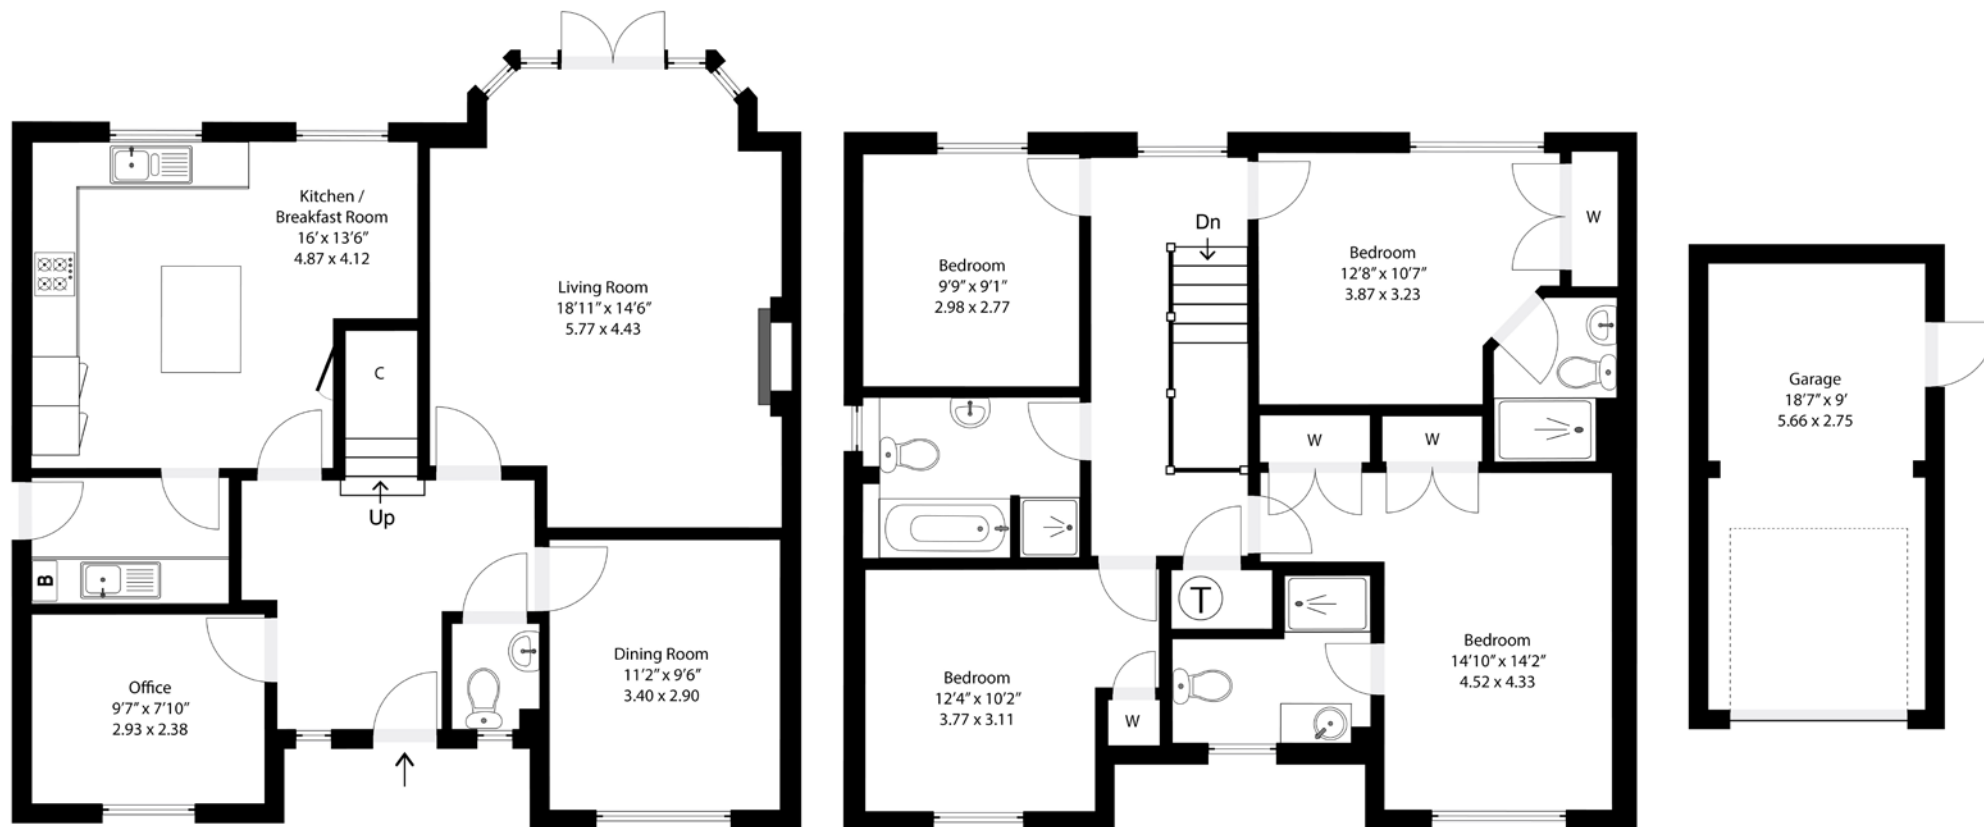 Kitchen /
Breakfast Room
16' x 13'6"
4.87 x 4.12
Living Room
18'11" x 14'6"
5.77 x 4.43
C
Up
B
Office
9'7" x 7'10"
2.93 x 2.38
Dining Room
11'2" x 9'6"
3.40 x 2.90
Bedroom
9'9" x 9'1"
2.98 x 2.77
Dn
Bedroom
12'8" x 10'7"
3.87 x 3.23
W
W
W
T
Bedroom
12'4" x 10'2"
3.77 x 3.11
W
Bedroom
14'10" x 14'2"
4.52 x 4.33
Garage
18'7" x 9'
5.66 x 2.75